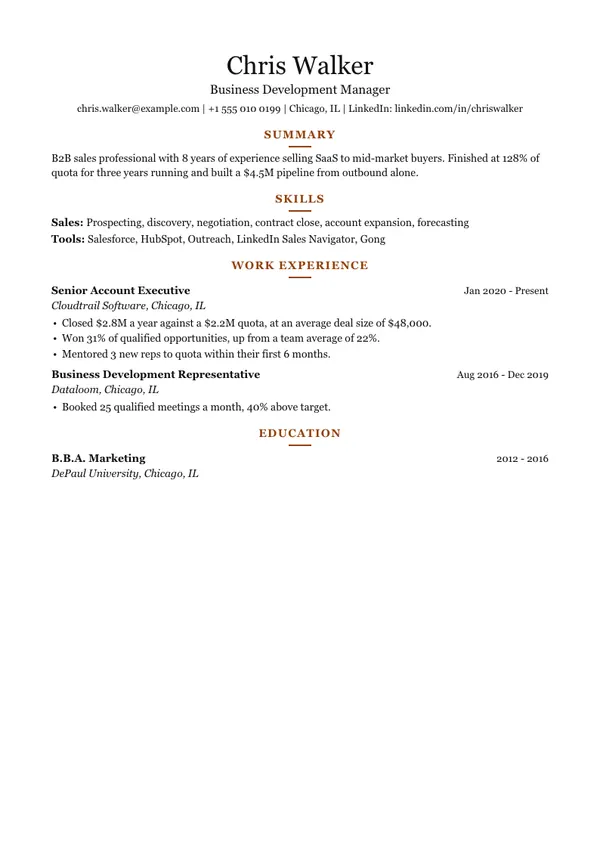 Chris Walker
Business Development Manager
chris.walker@example.com | +1 555 010 0199 | Chicago, IL | LinkedIn: linkedin.com/in/chriswalker
SUMMARY
B2B sales professional with 8 years of experience selling SaaS to mid-market buyers. Finished at 128% of
quota for three years running and built a $4.5M pipeline from outbound alone.
SKILLS
Sales: Prospecting, discovery, negotiation, contract close, account expansion, forecasting
Tools: Salesforce, HubSpot, Outreach, LinkedIn Sales Navigator, Gong
WORK EXPERIENCE
Senior Account Executive Jan 2020 - Present
Cloudtrail Software, Chicago, IL
• Closed $2.8M a year against a $2.2M quota, at an average deal size of $48,000.
• Won 31% of qualified opportunities, up from a team average of 22%.
• Mentored 3 new reps to quota within their first 6 months.
Business Development Representative Aug 2016 - Dec 2019
Dataloom, Chicago, IL
• Booked 25 qualified meetings a month, 40% above target.
EDUCATION
B.B.A. Marketing 2012 - 2016
DePaul University, Chicago, IL